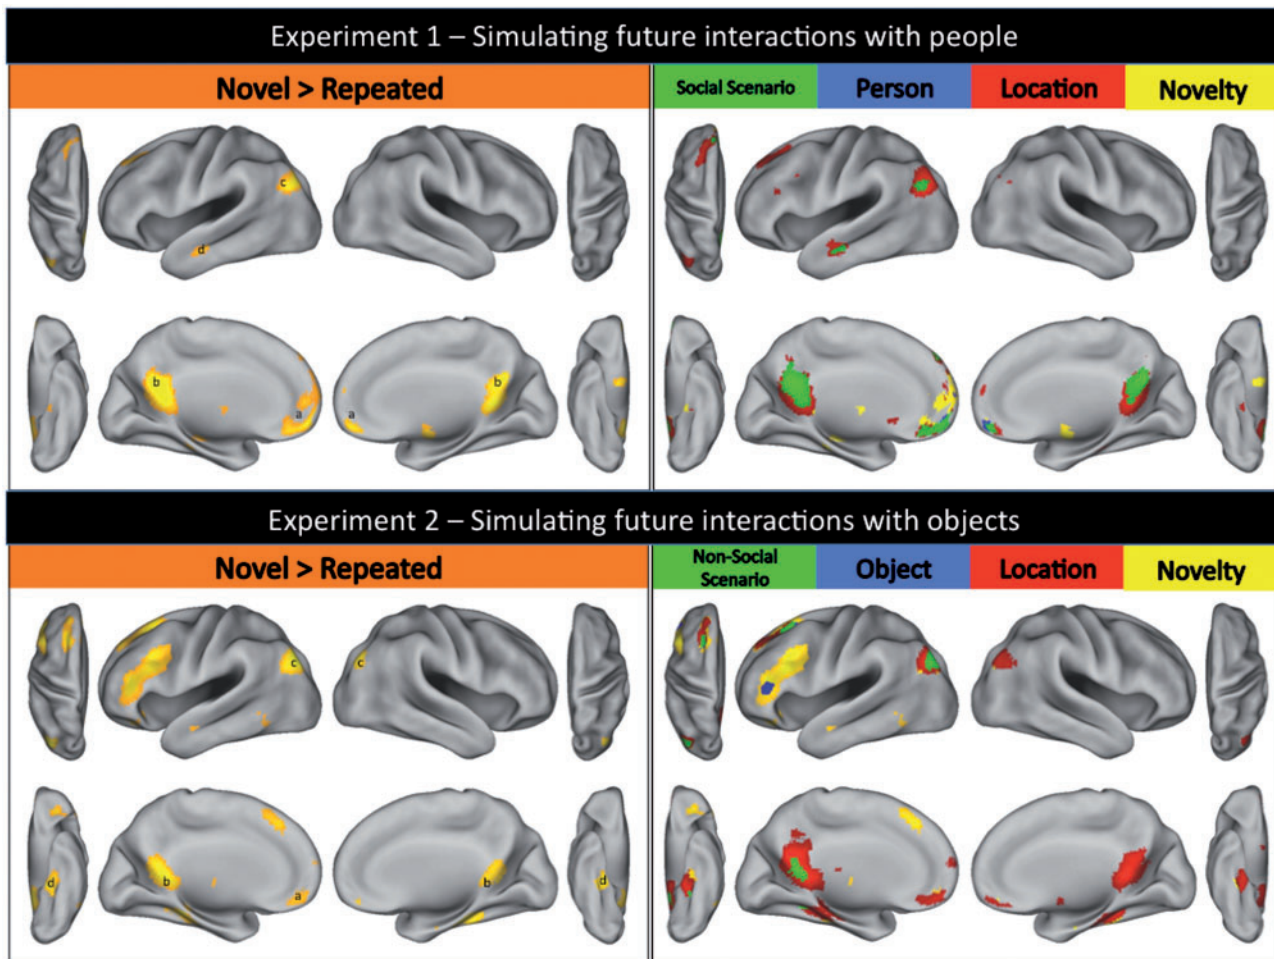 Experiment 1 – Simulating future interactions with people
Novel > Repeated
Social Scenario Person Location Novelty
c
d
b b
a a
Experiment 2 – Simulating future interactions with objects
Novel > Repeated
Non-Social
Scenario Object Location Novelty
c c
d b b d
a